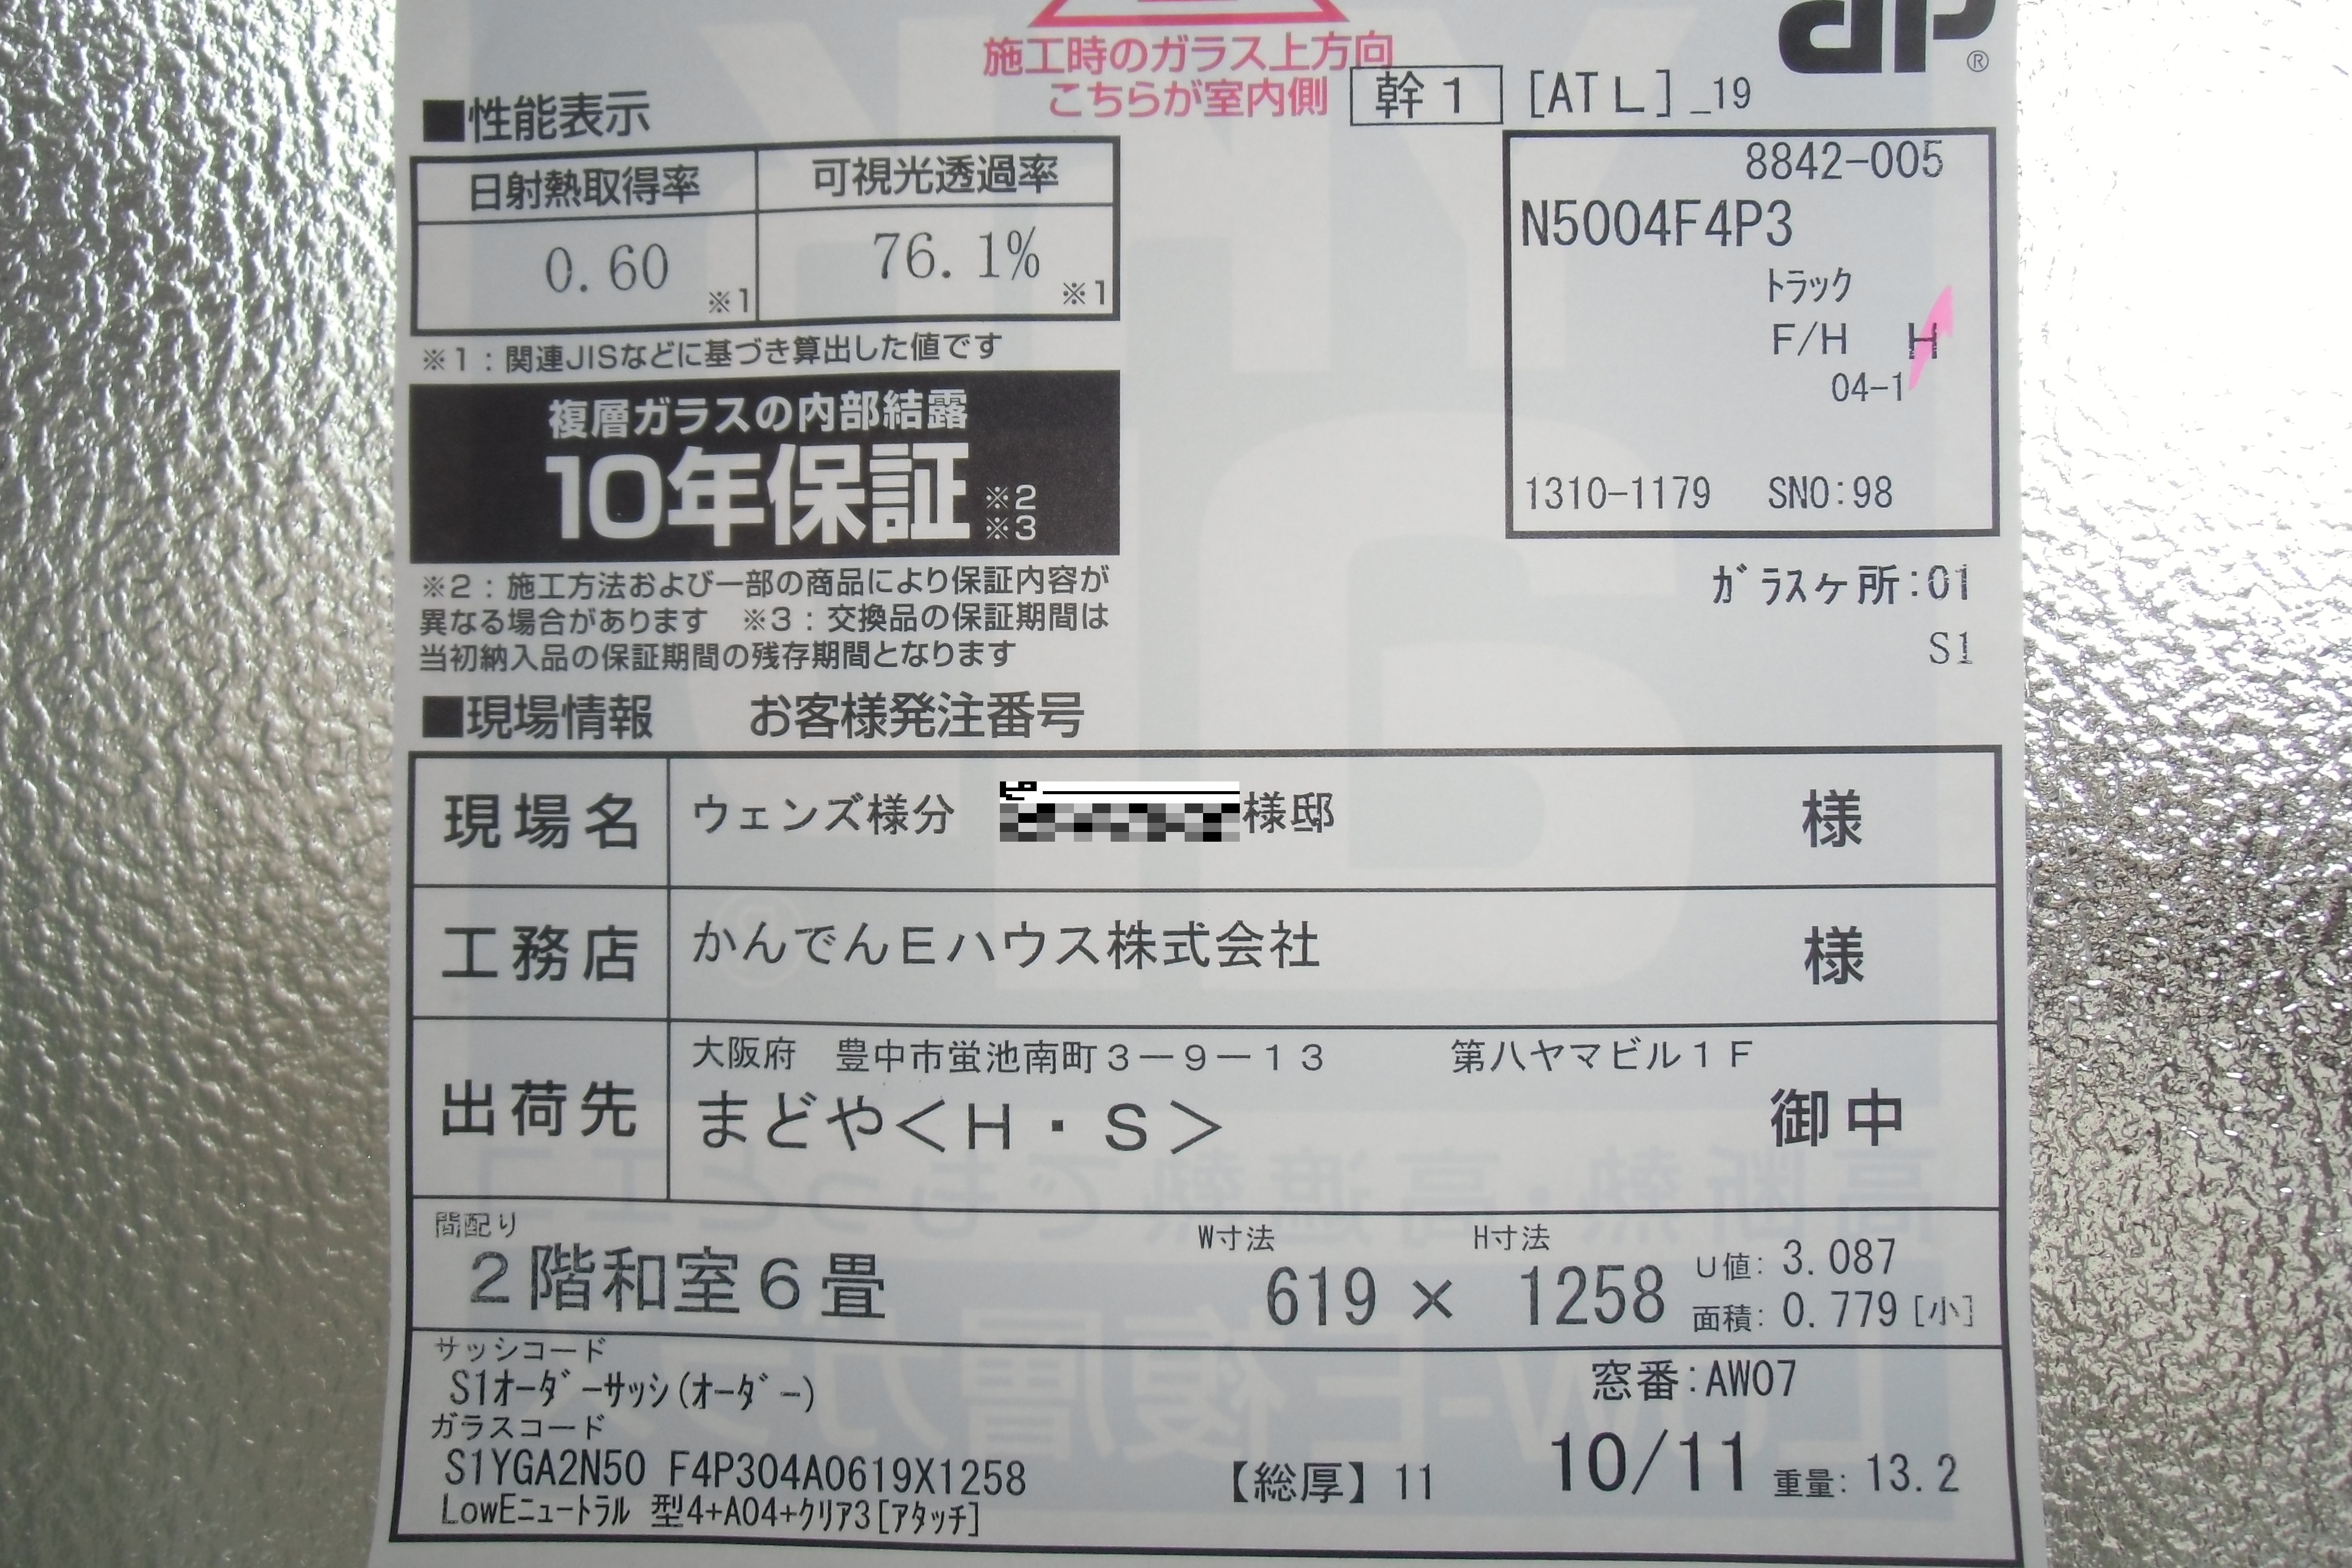 施工時のガラス上方向
こちらが室内側
ap®
幹1 [ATL]_19
■性能表示
日射熱取得率 可視光透過率
0.60 ※1 76.1% ※1
※1:関連JISなどに基づき算出した値です
複層ガラスの内部結露
10年保証 ※2 ※3
※2:施工方法および一部の商品により保証内容が
異なる場合があります ※3:交換品の保証期間は
当初納入品の保証期間の残存期間となります
8842-005
N5004F4P3
ﾄﾗｯｸ
F/H H
04-1
1310-1179 SNO:98
ｶﾞﾗｽヶ所:01
S1
■現場情報 お客様発注番号
現場名 ウェンズ様分 様邸 様
工務店 かんでんEハウス株式会社 様
出荷先 大阪府 豊中市蛍池南町3-9-13 第八ヤマビル1F
まどや<H・S> 御中
間配り
2階和室6畳
W寸法 H寸法
619 × 1258
U値: 3.087
面積: 0.779 [小]
サッシコード
S1ｵｰﾀﾞｰｻｯｼ(ｵｰﾀﾞｰ)
窓番:AW07
ガラスコード
S1YGA2N50 F4P304A0619X1258
【総厚】11 10/11 重量: 13.2
LowEﾆｭｰﾄﾗﾙ 型4+A04+ｸﾘｱ3[ｱﾀｯﾁ]